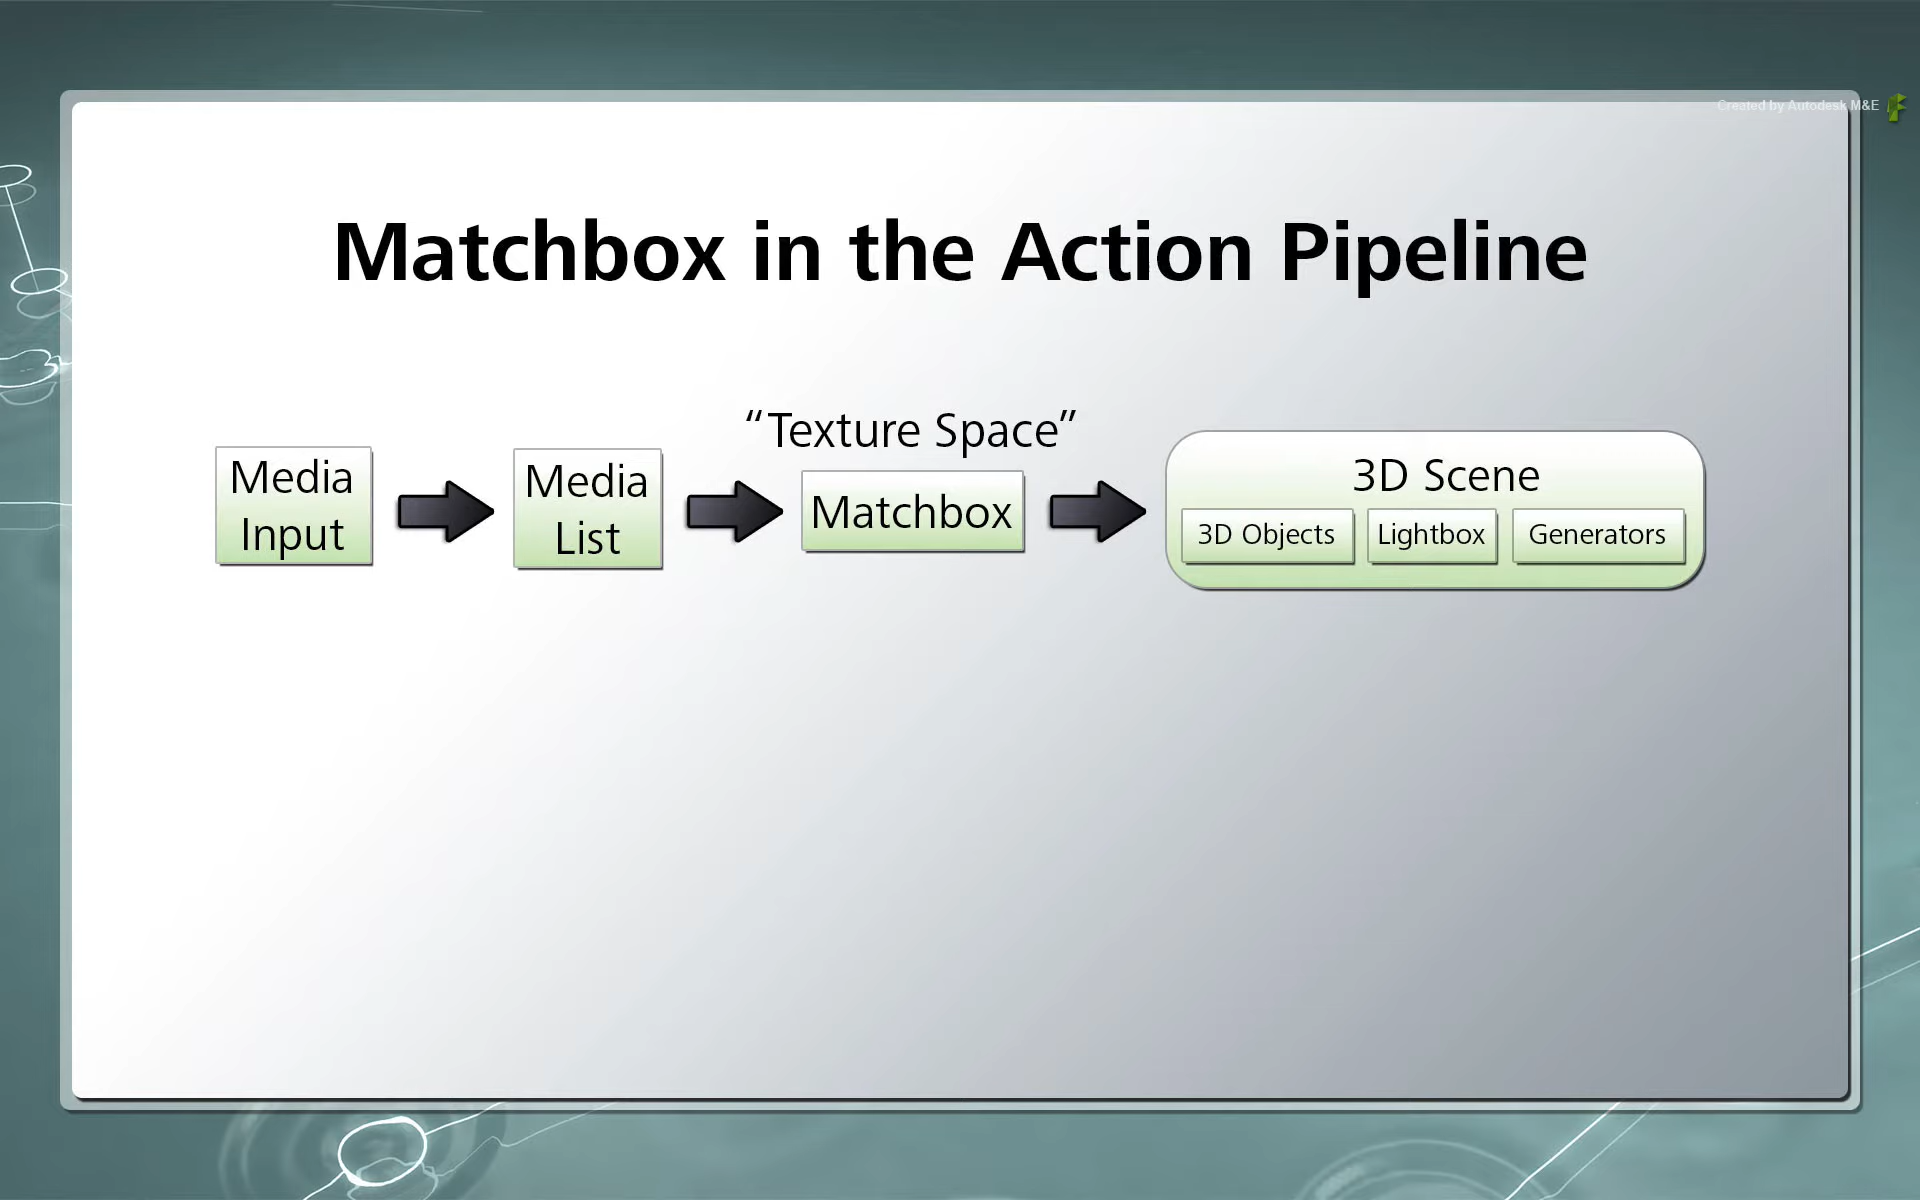 Created by Autodesk M&E
Matchbox in the Action Pipeline
“Texture Space”
Media
Input
Media
List
Matchbox
3D Scene
3D Objects
Lightbox
Generators